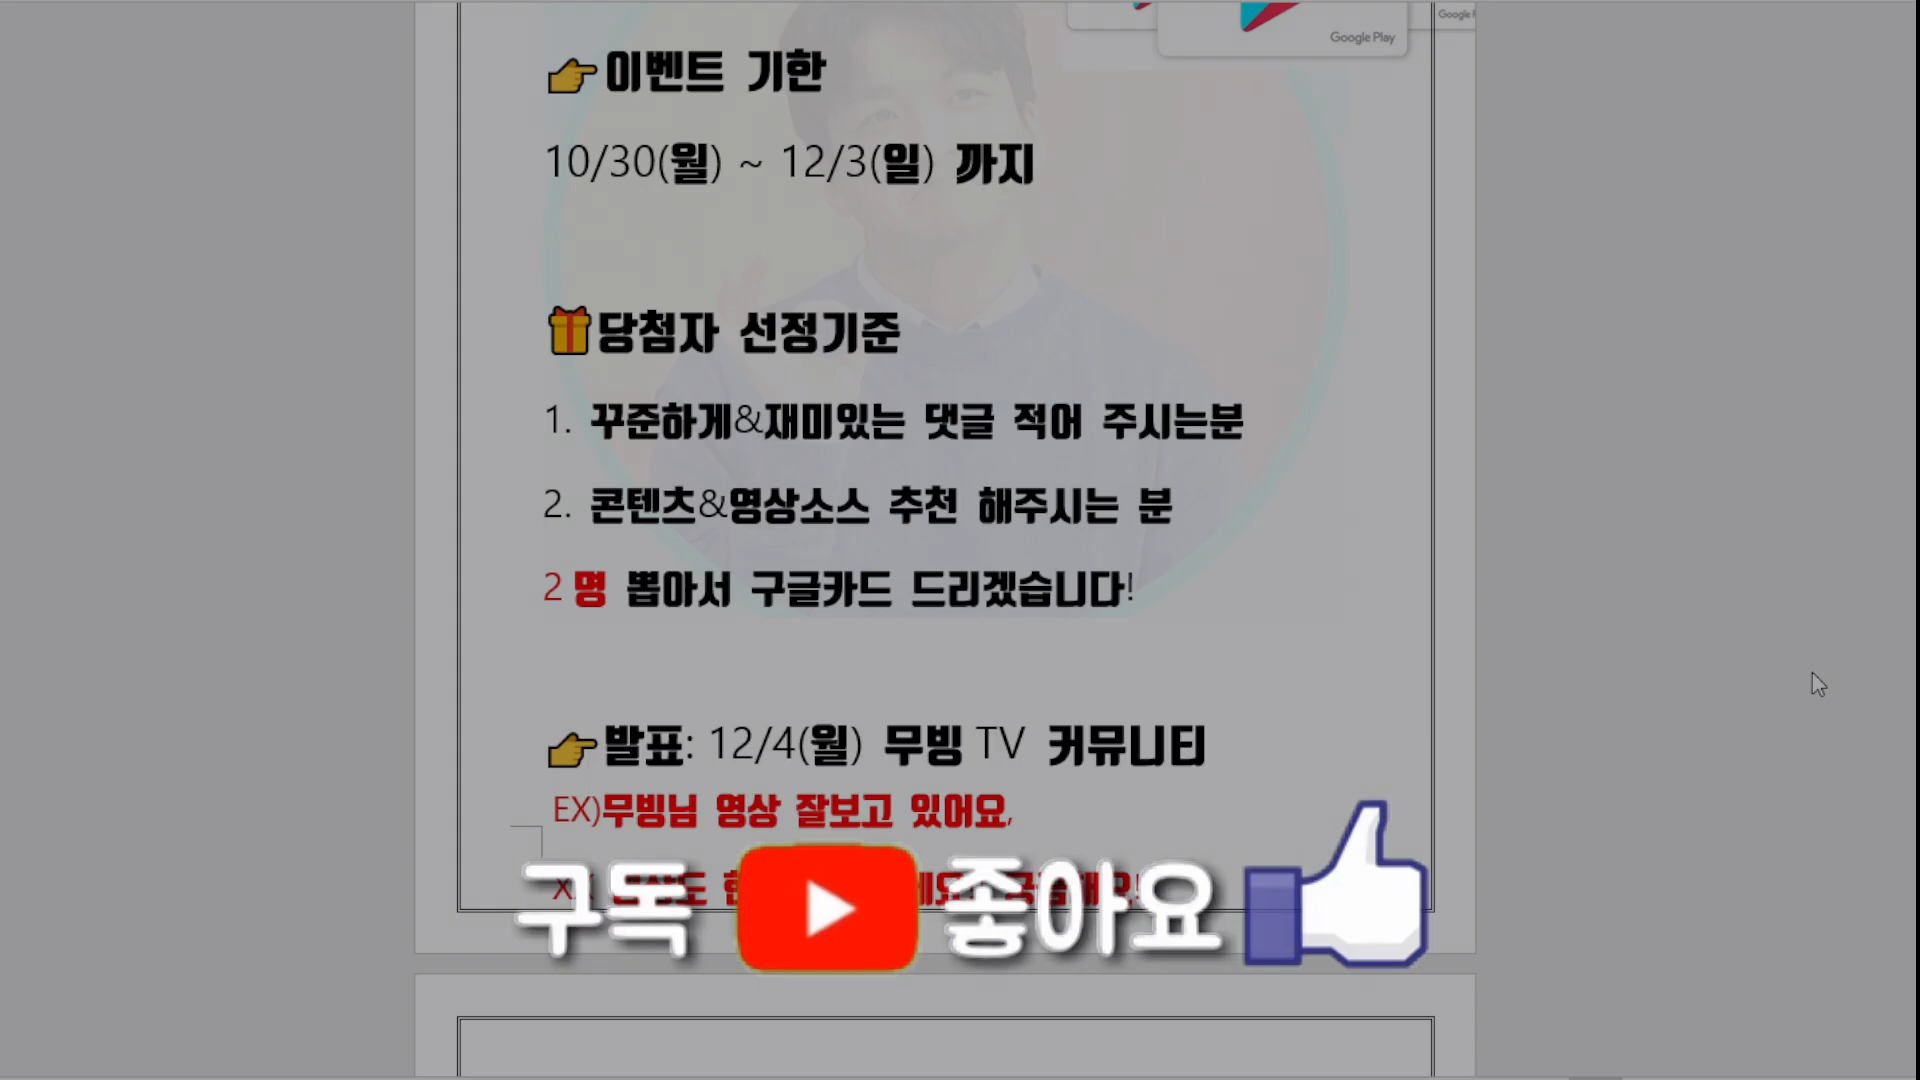 Google Play
Google
👉이벤트 기한
10/30(월) ~ 12/3(일) 까지
🎁당첨자 선정기준
1. 꾸준하게&재미있는 댓글 적어 주시는분
2. 콘텐츠&영상소스 추천 해주시는 분
2명 뽑아서 구글카드 드리겠습니다!
👉발표: 12/4(월) 무빙TV 커뮤니티
EX)무빙님 영상 잘보고 있어요,
구독 좋아요